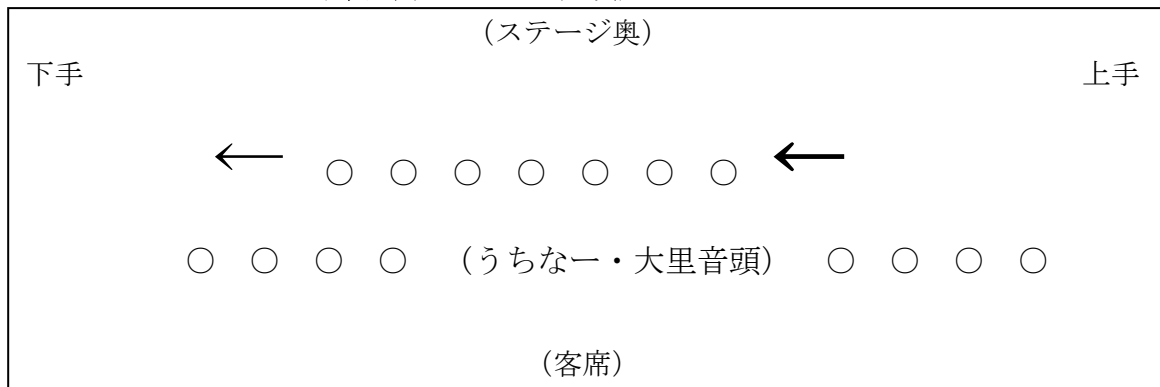 (ステージ奥)
下手 上手
← ○ ○ ○ ○ ○ ○ ○ ←
○ ○ ○ ○ (うちなー・大里音頭) ○ ○ ○ ○
(客席)